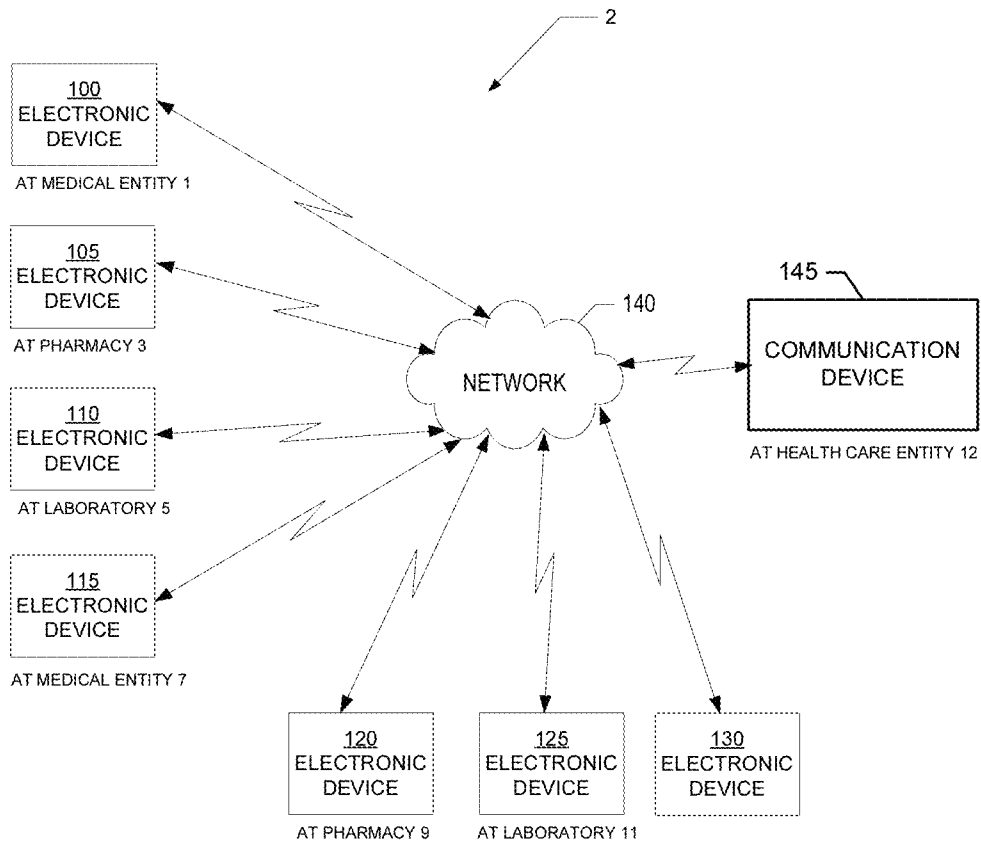 2
100
ELECTRONIC
DEVICE
AT MEDICAL ENTITY 1
105
ELECTRONIC
DEVICE
AT PHARMACY 3
110
ELECTRONIC
DEVICE
AT LABORATORY 5
115
ELECTRONIC
DEVICE
AT MEDICAL ENTITY 7
140
NETWORK
145
COMMUNICATION
DEVICE
AT HEALTH CARE ENTITY 12
120
ELECTRONIC
DEVICE
AT PHARMACY 9
125
ELECTRONIC
DEVICE
AT LABORATORY 11
130
ELECTRONIC
DEVICE